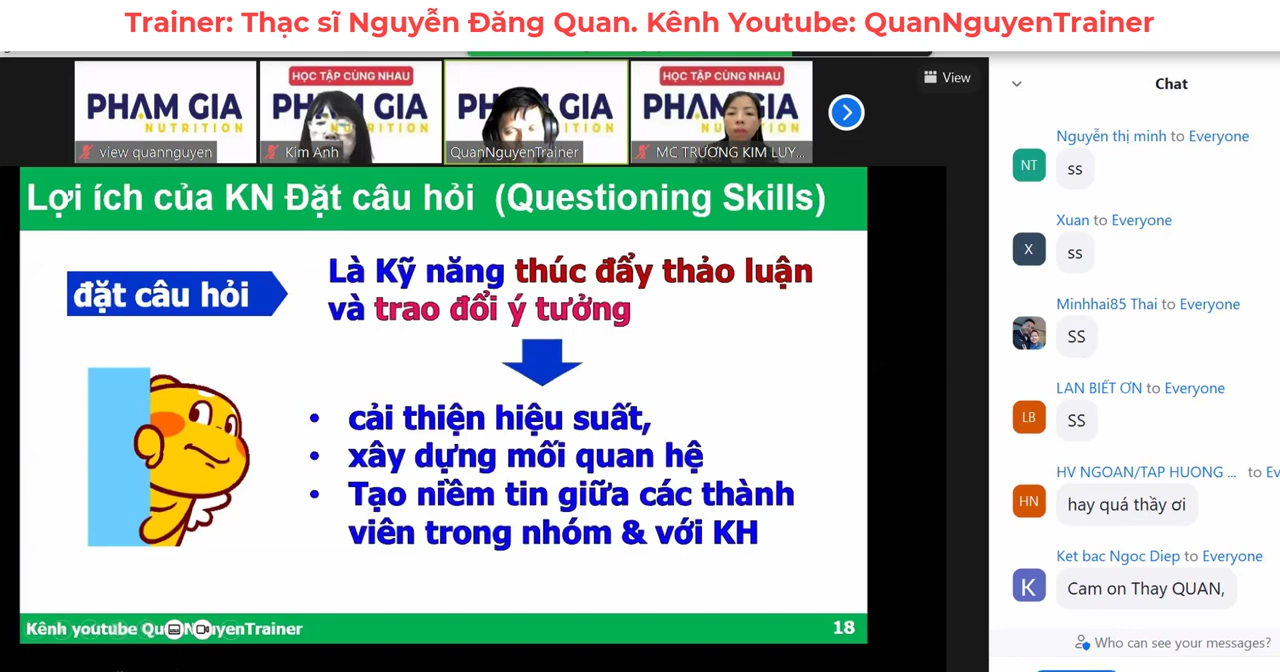 Trainer: Thạc sĩ Nguyễn Đăng Quan. Kênh Youtube: QuanNguyenTrainer
View
PHAM GIA
NUTRITION
view quannguyen
HỌC TẬP CÙNG NHAU
Kim Anh
GIA
QuanNguyenTrainer
HỌC TẬP CÙNG NHAU
MC TRƯƠNG KIM LUY...
Lợi ích của KN Đặt câu hỏi (Questioning Skills)
đặt câu hỏi
Là Kỹ năng thúc đẩy thảo luận
và trao đổi ý tưởng
• cải thiện hiệu suất,
• xây dựng mối quan hệ
• Tạo niềm tin giữa các thành
viên trong nhóm & với KH
Kênh youtube QuanNguyenTrainer
18
Chat
Nguyễn thị minh to Everyone
NT
ss
Xuan to Everyone
X
ss
Minhhai85 Thai to Everyone
SS
LAN BIẾT ƠN to Everyone
LB
SS
HV NGOAN/TAP HUONG ... to Ev
HN
hay quá thầy ơi
Ket bac Ngoc Diep to Everyone
K
Cam on Thay QUAN,
Who can see your messages?